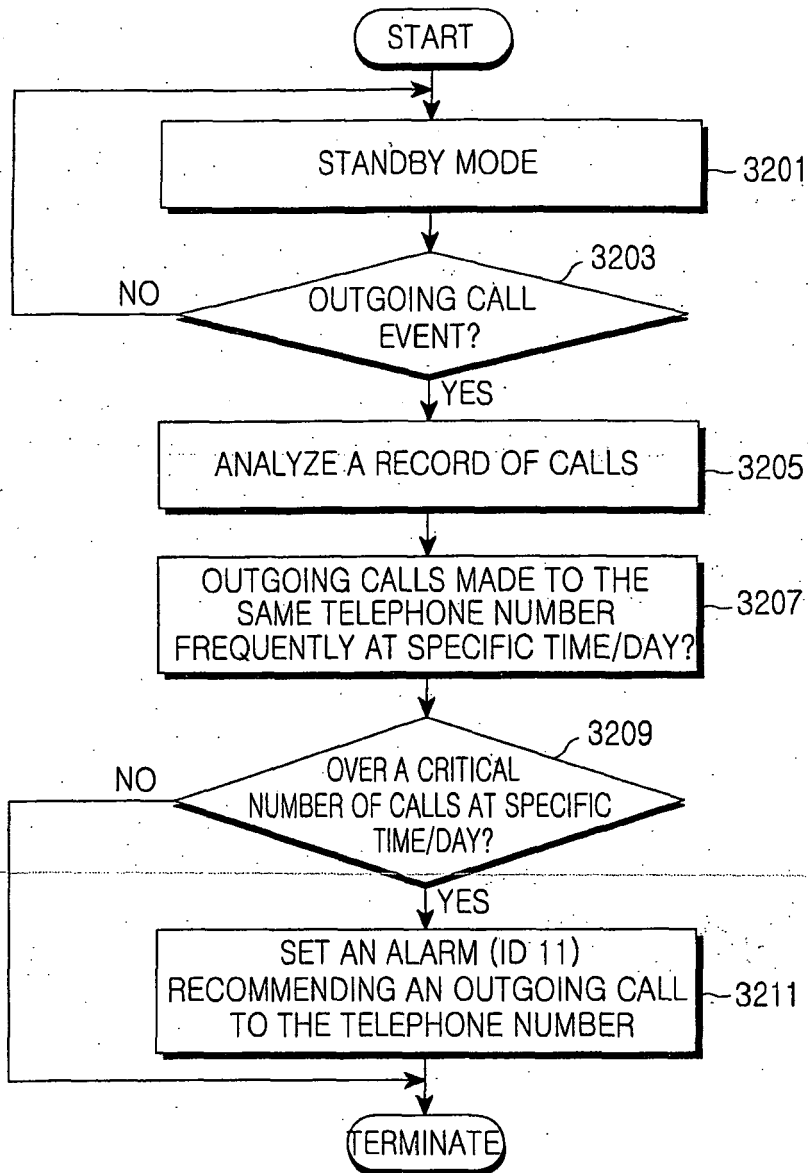 START
STANDBY MODE
3201
3203
NO
OUTGOING CALL
EVENT?
YES
ANALYZE A RECORD OF CALLS
3205
OUTGOING CALLS MADE TO THE
SAME TELEPHONE NUMBER
FREQUENTLY AT SPECIFIC TIME/DAY?
3207
3209
NO
OVER A CRITICAL
NUMBER OF CALLS AT SPECIFIC
TIME/DAY?
YES
SET AN ALARM (ID 11)
RECOMMENDING AN OUTGOING CALL
TO THE TELEPHONE NUMBER
3211
TERMINATE